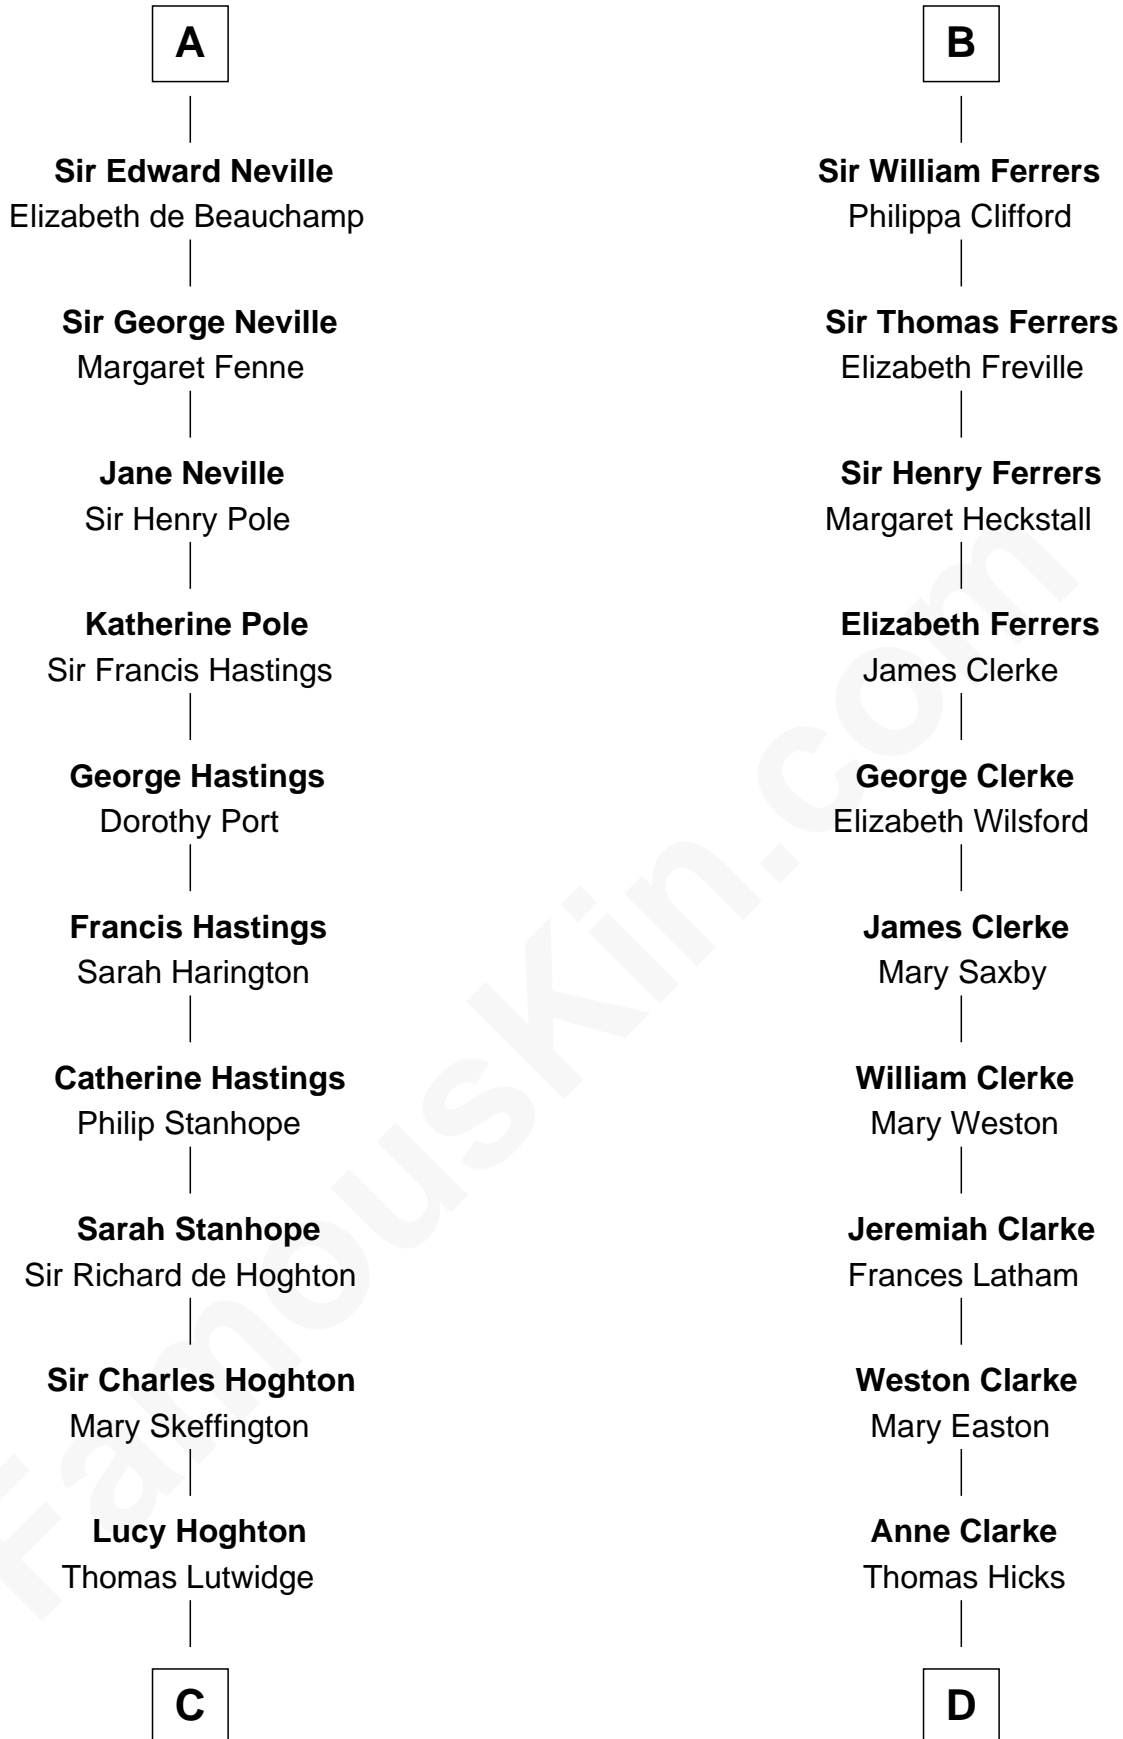 A
Sir Edward Neville
Elizabeth de Beauchamp
Sir George Neville
Margaret Fenne
Jane Neville
Sir Henry Pole
Katherine Pole
Sir Francis Hastings
George Hastings
Dorothy Port
Francis Hastings
Sarah Harington
Catherine Hastings
Philip Stanhope
Sarah Stanhope
Sir Richard de Hoghton
Sir Charles Hoghton
Mary Skeffington
Lucy Hoghton
Thomas Lutwidge
C
B
Sir William Ferrers
Philippa Clifford
Sir Thomas Ferrers
Elizabeth Freville
Sir Henry Ferrers
Margaret Heckstall
Elizabeth Ferrers
James Clerke
George Clerke
Elizabeth Wilsford
James Clerke
Mary Saxby
William Clerke
Mary Weston
Jeremiah Clarke
Frances Latham
Weston Clarke
Mary Easton
Anne Clarke
Thomas Hicks
D
FamousKin.com